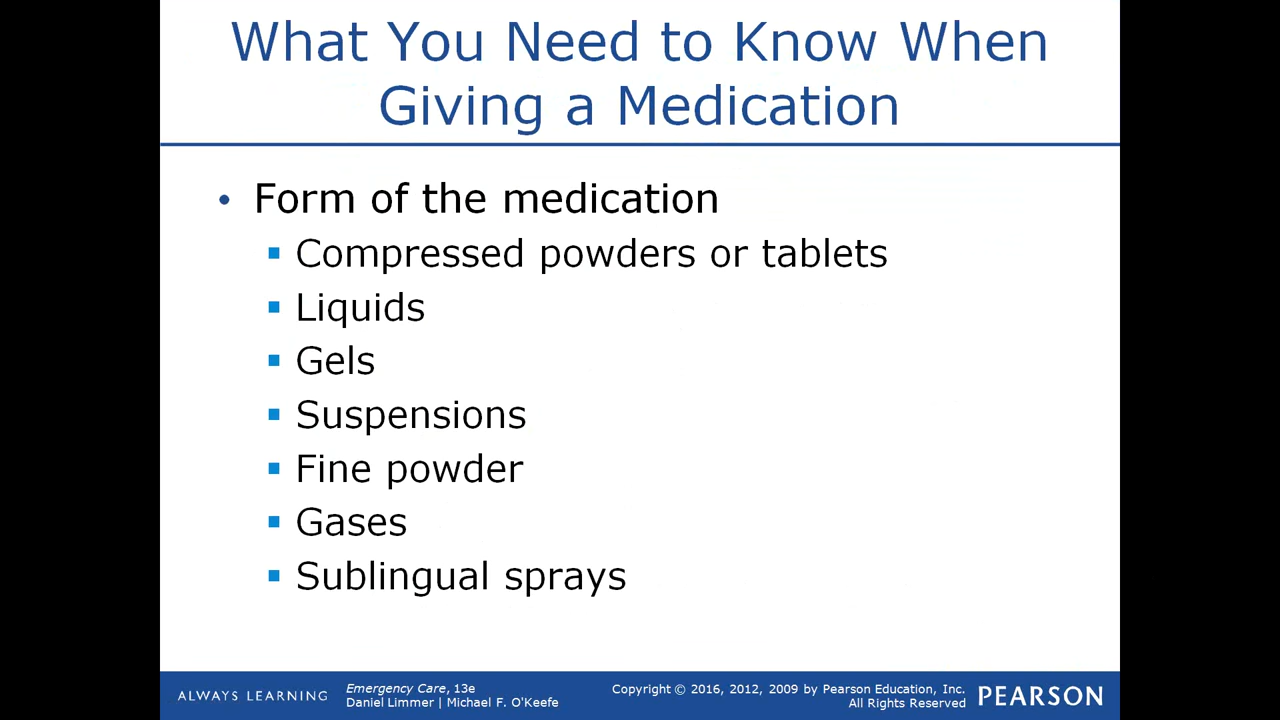 What You Need to Know When
Giving a Medication
• Form of the medication
▪ Compressed powders or tablets
▪ Liquids
▪ Gels
▪ Suspensions
▪ Fine powder
▪ Gases
▪ Sublingual sprays
ALWAYS LEARNING
Emergency Care, 13e
Daniel Limmer | Michael F. O'Keefe
Copyright © 2016, 2012, 2009 by Pearson Education, Inc.
All Rights Reserved
PEARSON